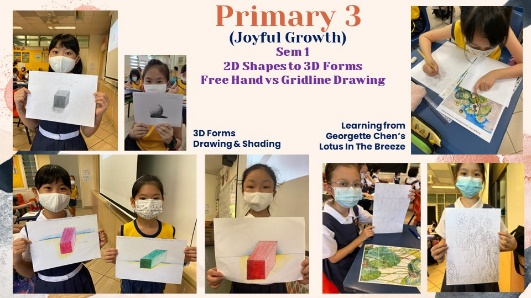 Primary 3
(Joyful Growth)
Sem 1
2D Shapes to 3D Forms
Free Hand vs Gridline Drawing
3D Forms
Drawing & Shading
Learning from
Georgette Chen's
Lotus In The Breeze